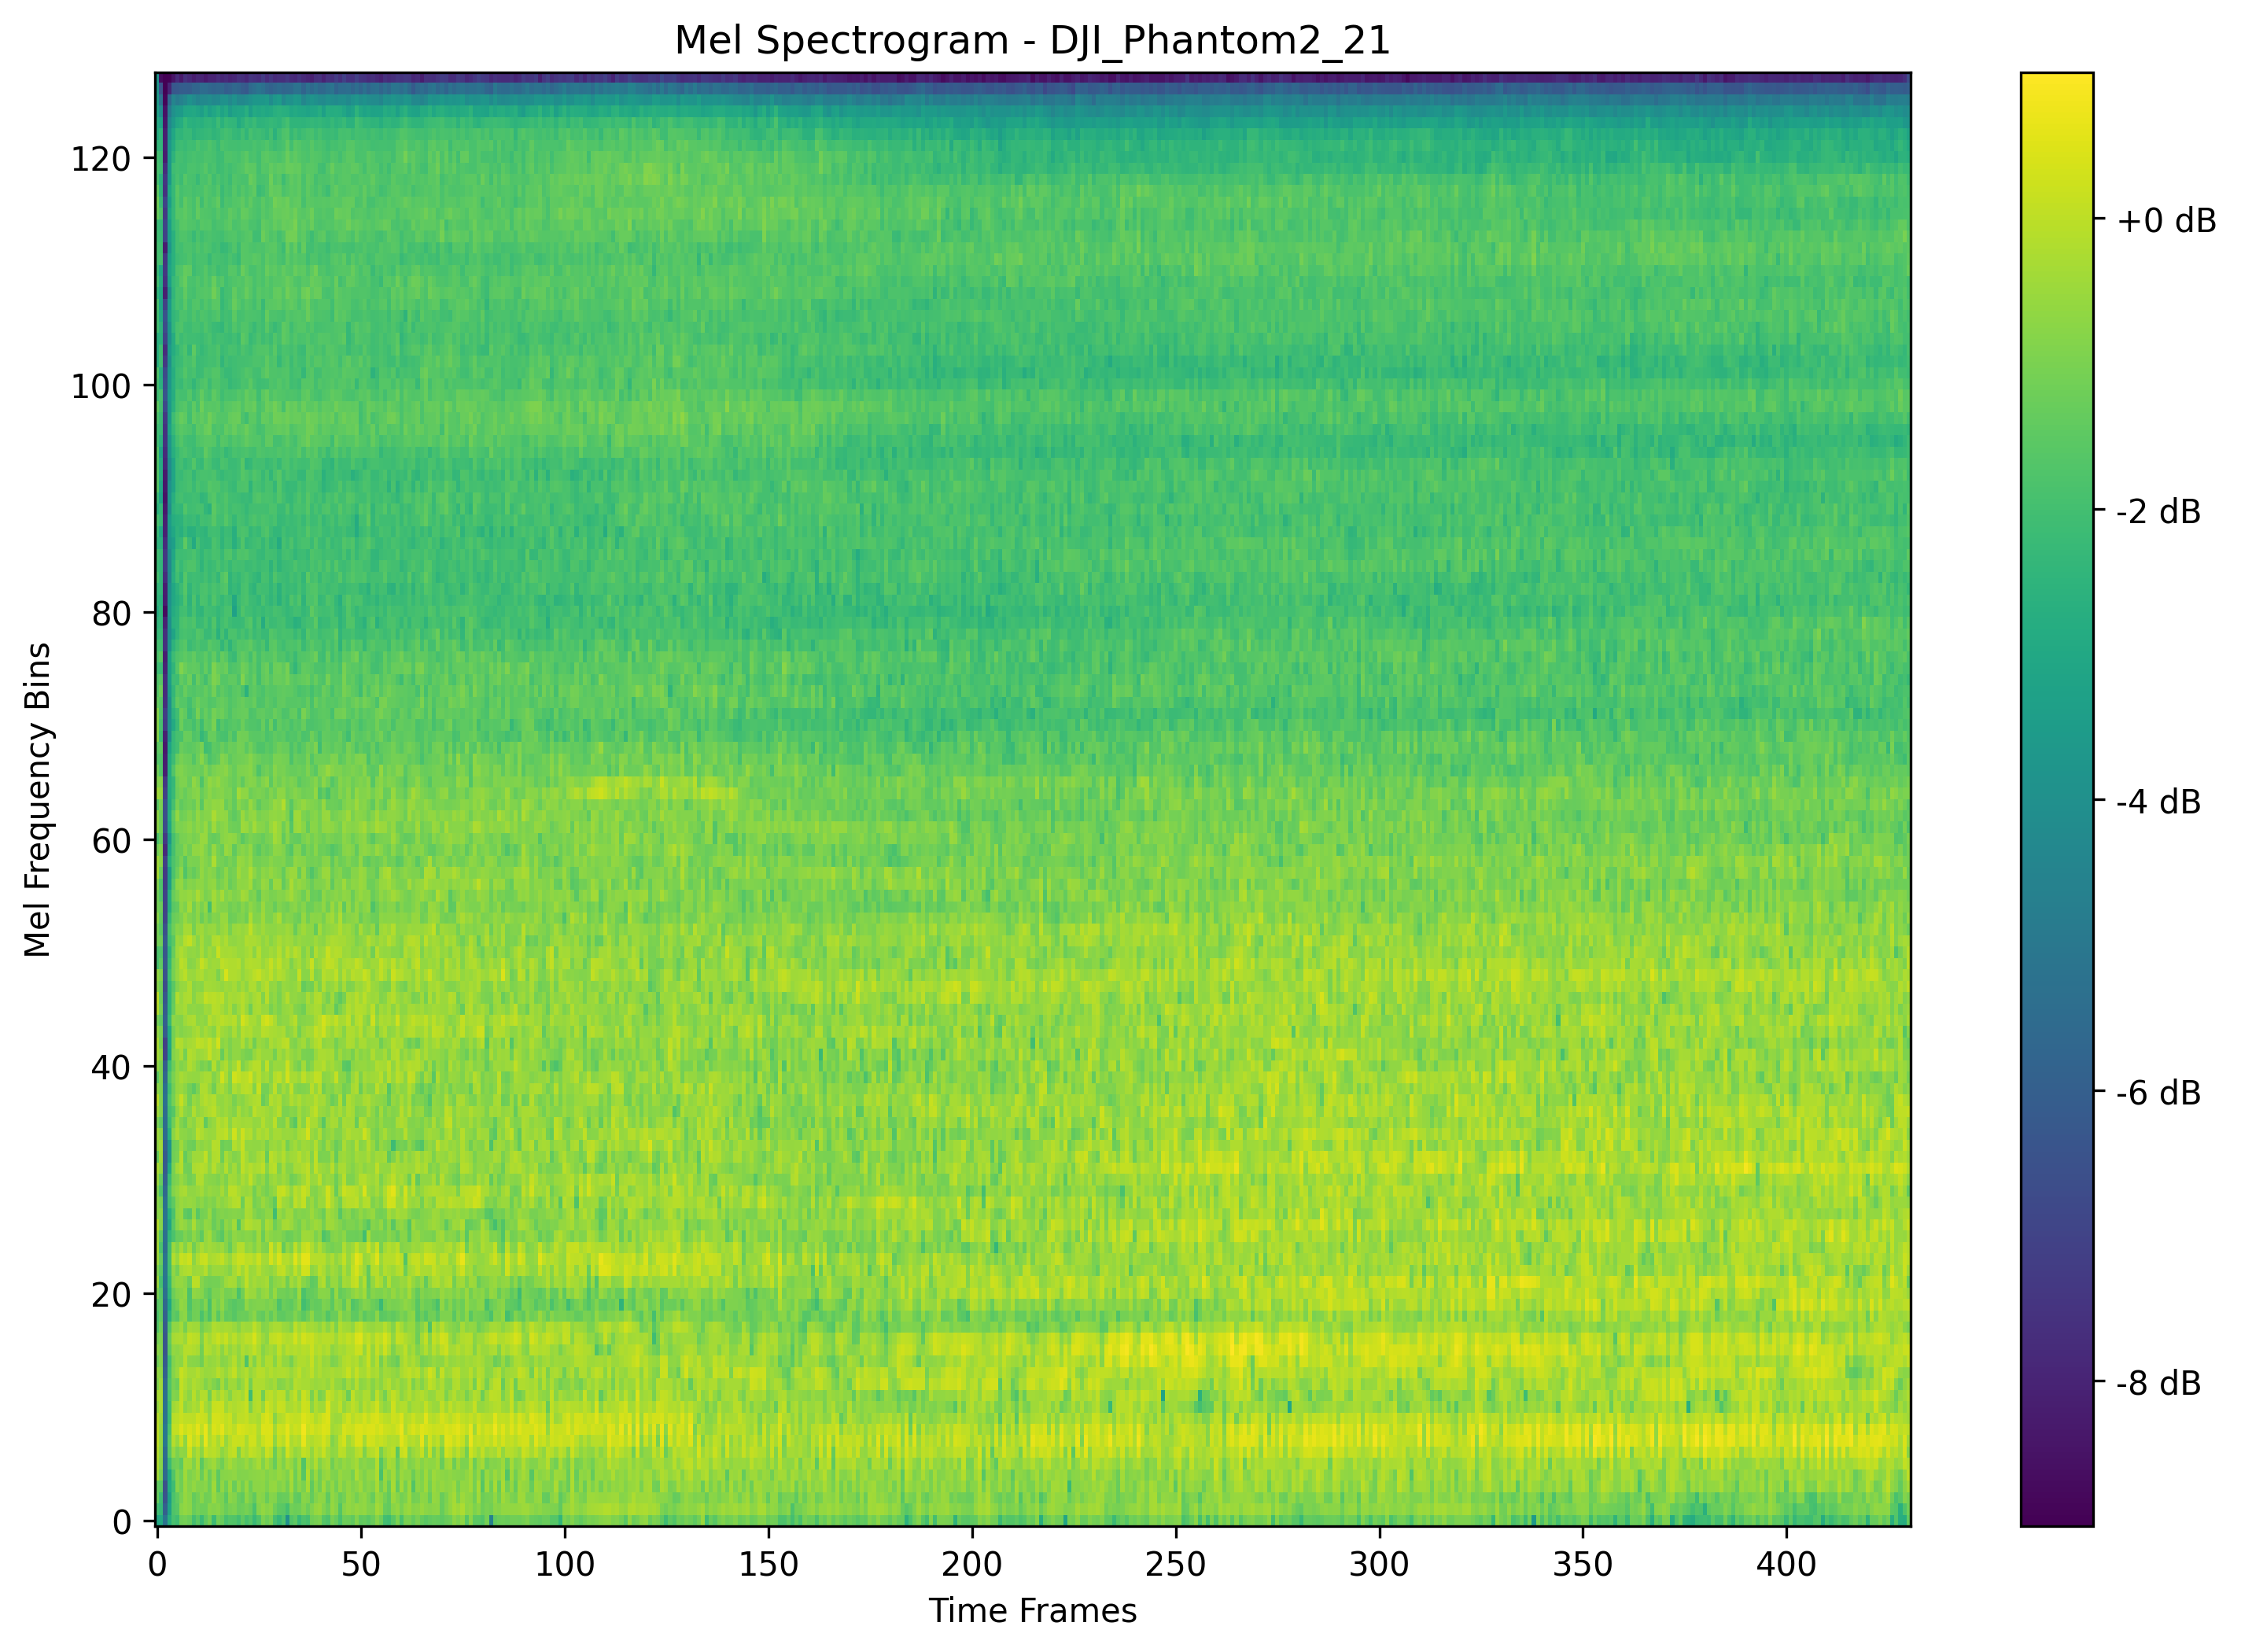 Mel Spectrogram - DJI_Phantom2_21
120
100
80
60
40
20
0
Mel Frequency Bins
0 50 100 150 200 250 300 350 400
Time Frames
+0 dB
-2 dB
-4 dB
-6 dB
-8 dB